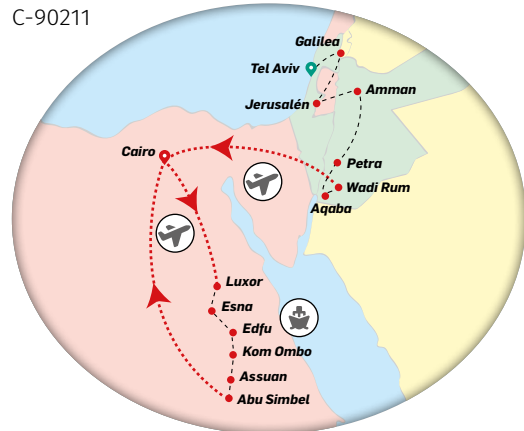 C-90211
Galilea
Tel Aviv
Jerusalén
Amman
Cairo
Petra
Wadi Rum
Aqaba
Luxor
Esna
Edfu
Kom Ombo
Assuan
Abu Simbel